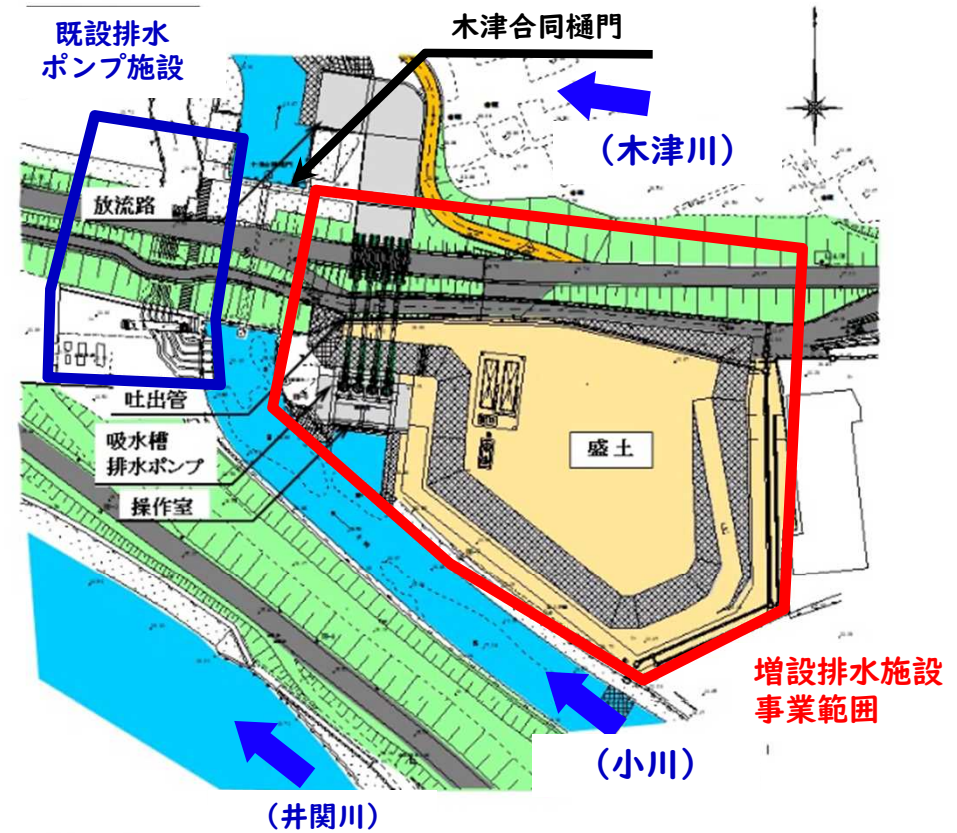 既設排水
ポンプ施設
木津合同樋門
（木津川）
放流路
吐出管
吸水槽
排水ポンプ
操作室
盛土
増設排水施設
事業範囲
（小川）
（井関川）